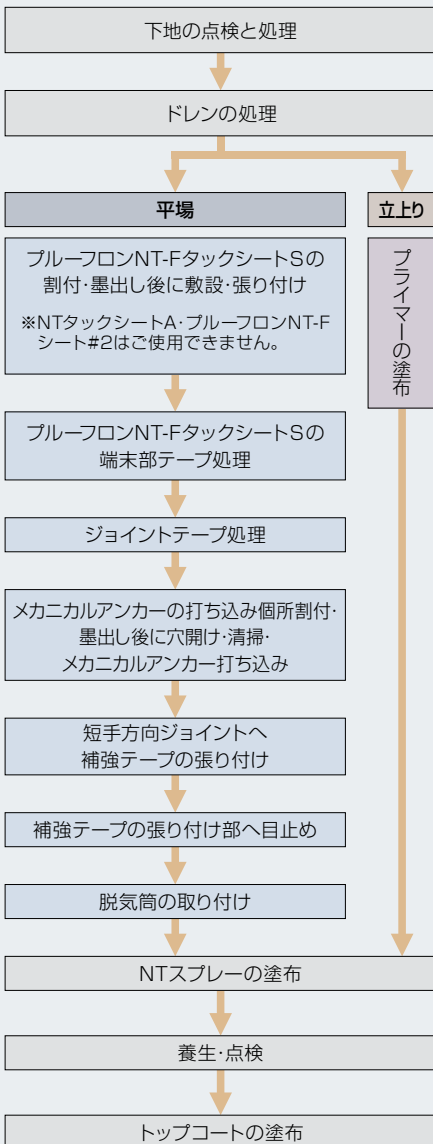 下地の点検と処理
ドレンの処理
平場
プルーフロンNT-FタックシートSの
割付・墨出し後に敷設・張り付け
※NTタックシートA・プルーフロンNT-F
シート#2はご使用できません。
プルーフロンNT-FタックシートSの
端末部テープ処理
ジョイントテープ処理
メカニカルアンカーの打ち込み個所割付・
墨出し後に穴開け・清掃・
メカニカルアンカー打ち込み
短手方向ジョイントへ
補強テープの張り付け
補強テープの張り付け部へ目止め
脱気筒の取り付け
立上り
プライマーの塗布
NTスプレーの塗布
養生・点検
トップコートの塗布